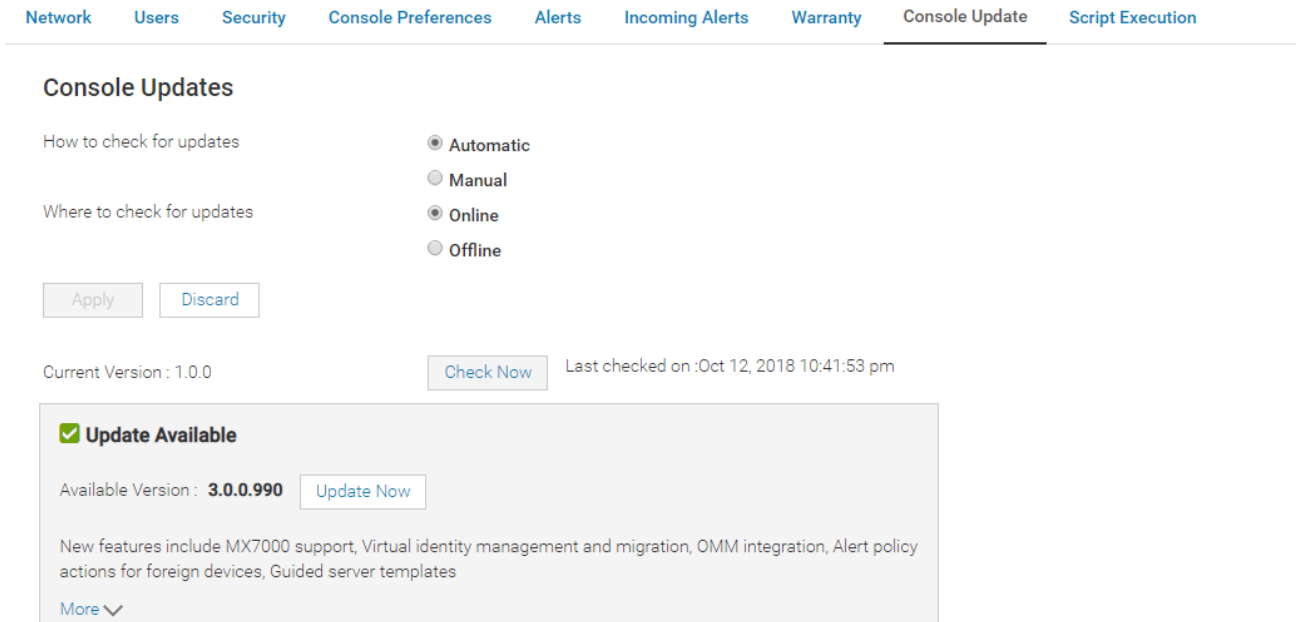 Network Users Security Console Preferences Alerts Incoming Alerts Warranty Console Update Script Execution
Console Updates
How to check for updates
Automatic
Manual
Where to check for updates
Online
Offline
Apply Discard
Current Version : 1.0.0 Check Now Last checked on :Oct 12, 2018 10:41:53 pm
Update Available
Available Version : 3.0.0.990 Update Now
New features include MX7000 support, Virtual identity management and migration, OMM integration, Alert policy
actions for foreign devices, Guided server templates
More